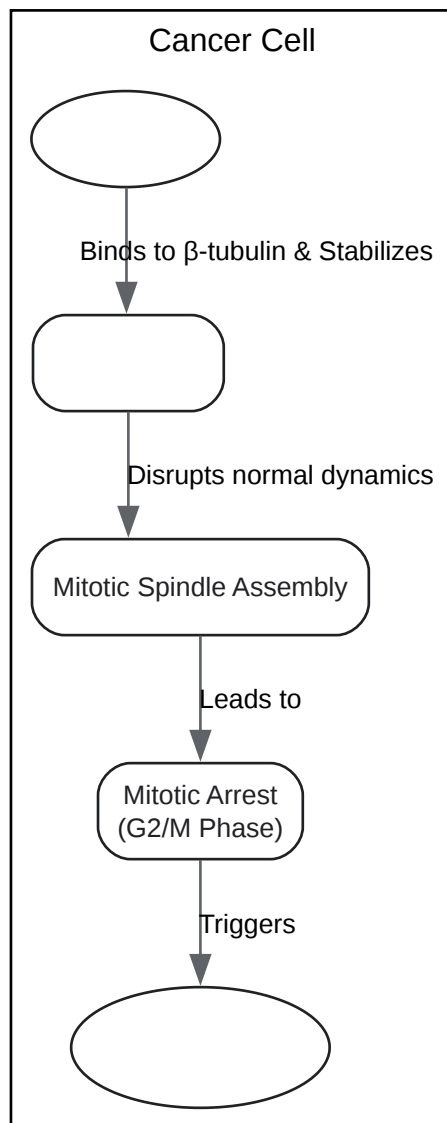 Cancer Cell
Binds to β-tubulin & Stabilizes
Disrupts normal dynamics
Mitotic Spindle Assembly
Leads to
Mitotic Arrest
(G2/M Phase)
Triggers